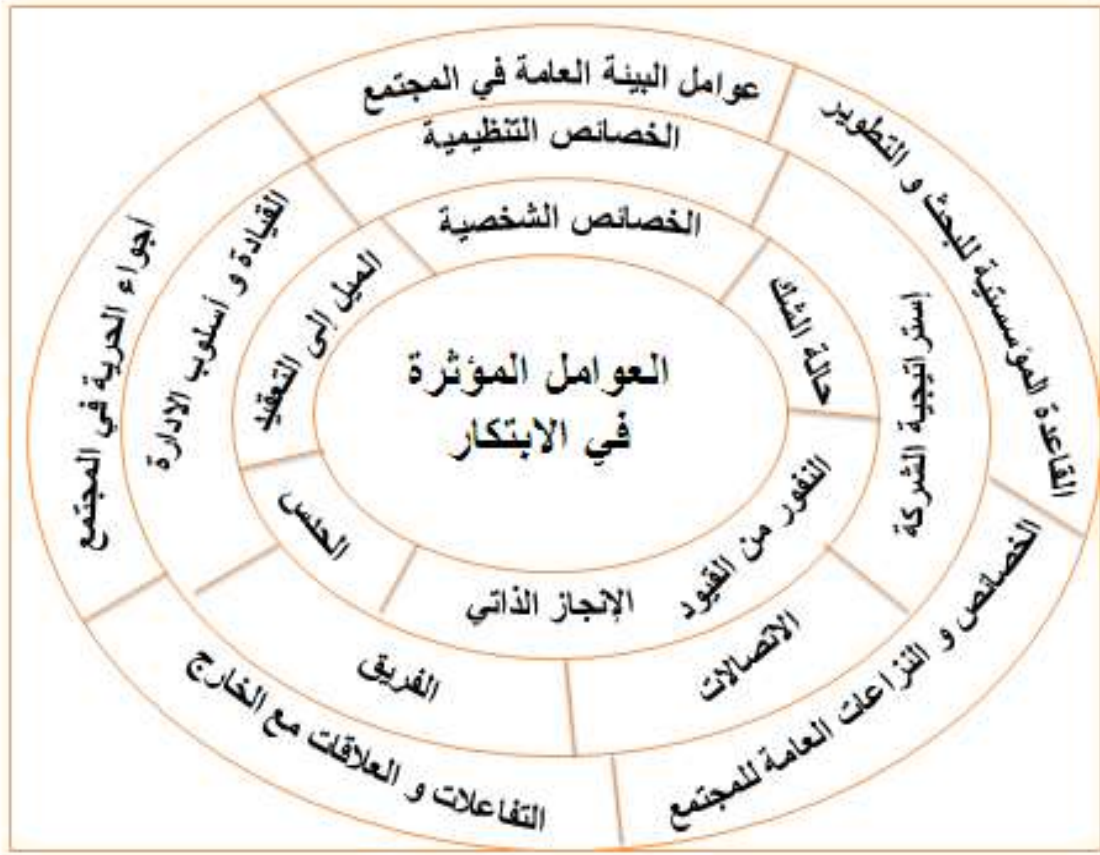 عوامل البيئة العامة في المجتمع
القاعدة المؤسستية للبحث و التطوير
الخصائص و النزاعات العامة للمجتمع
التفاعلات و العلاقات مع الخارج
أجواء الحرية في المجتمع
الخصائص التنظيمية
إستراتيجية الشركة
الاتصالات
الفريق
القيادة و أسلوب الادارة
الخصائص الشخصية
حالة الشك
النفور من القيود
الإنجاز الذاتي
الحدس
الميل إلى التعقيد
العوامل المؤثرة
في الابتكار